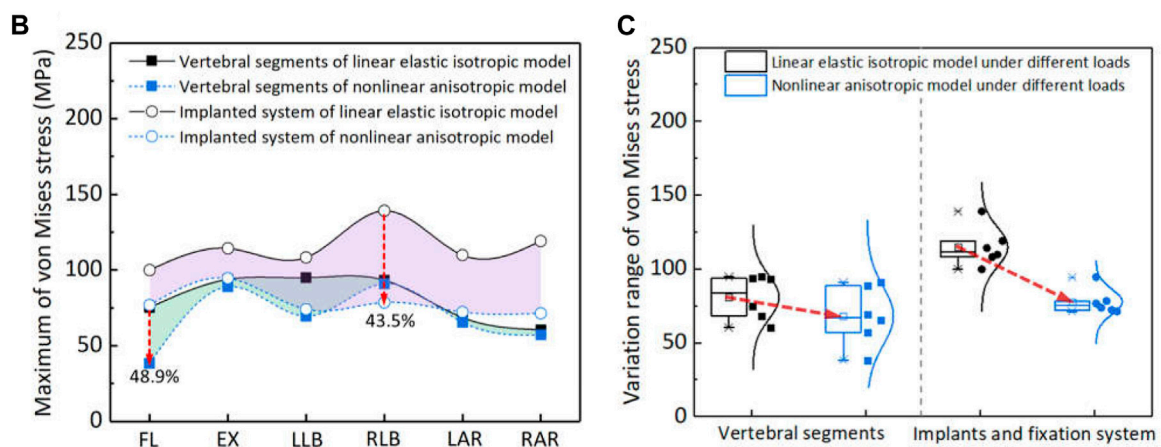 B
Maximum of von Mises stress (MPa)
250
200
150
100
50
0
Vertebral segments of linear elastic isotropic model
Vertebral segments of nonlinear anisotropic model
Implanted system of linear elastic isotropic model
Implanted system of nonlinear anisotropic model
48.9%
43.5%
FL EX LLB RLB LAR RAR
C
Variation range of von Mises stress
250
200
150
100
50
0
Linear elastic isotropic model under different loads
Nonlinear anisotropic model under different loads
Vertebral segments Implants and fixation system